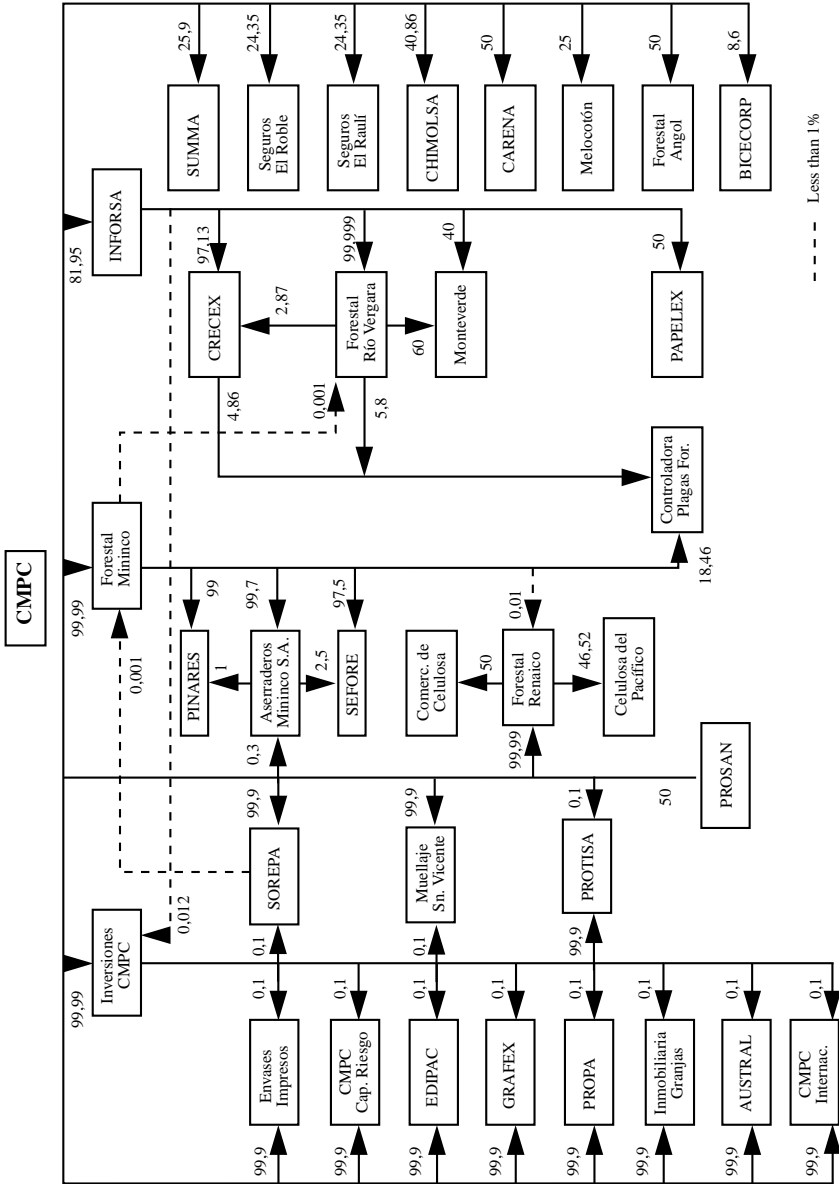 CMPC
99,99
Inversiones
CMPC
0,012
99,99
Forestal
Mininco
0,001
81,95
INFORSA
99,9
Envases
Impresos
0,1
99,9
CMPC
Cap. Riesgo
0,1
99,9
EDIPAC
0,1
99,9
GRAFEX
0,1
99,9
PROPA
0,1
99,9
Inmobiliaria
Granjas
0,1
99,9
AUSTRAL
0,1
99,9
CMPC
Internac.
0,1
0,1
SOREPA
99,9
0,1
Muellaje
Sn. Vicente
99,9
99,9
PROTISA
0,1
50
PROSAN
PINARES
99
1
0,3
Aserraderos
Mininco S.A.
99,7
2,5
SEFORE
97,5
Comerc. de
Celulosa
50
99,99
Forestal
Renaico
0,01
46,52
Celulosa del
Pacífico
18,46
Controladora
Plagas For.
4,86
CRECEX
97,13
2,87
0,001
5,8
Forestal
Río Vergara
99,999
60
Monteverde
40
PAPELEX
50
SUMMA
25,9
Seguros
El Roble
24,35
Seguros
El Raulí
24,35
CHIMOLSA
40,86
CARENA
50
Melocotón
25
Forestal
Angol
50
BICECORP
8,6
Less than 1%